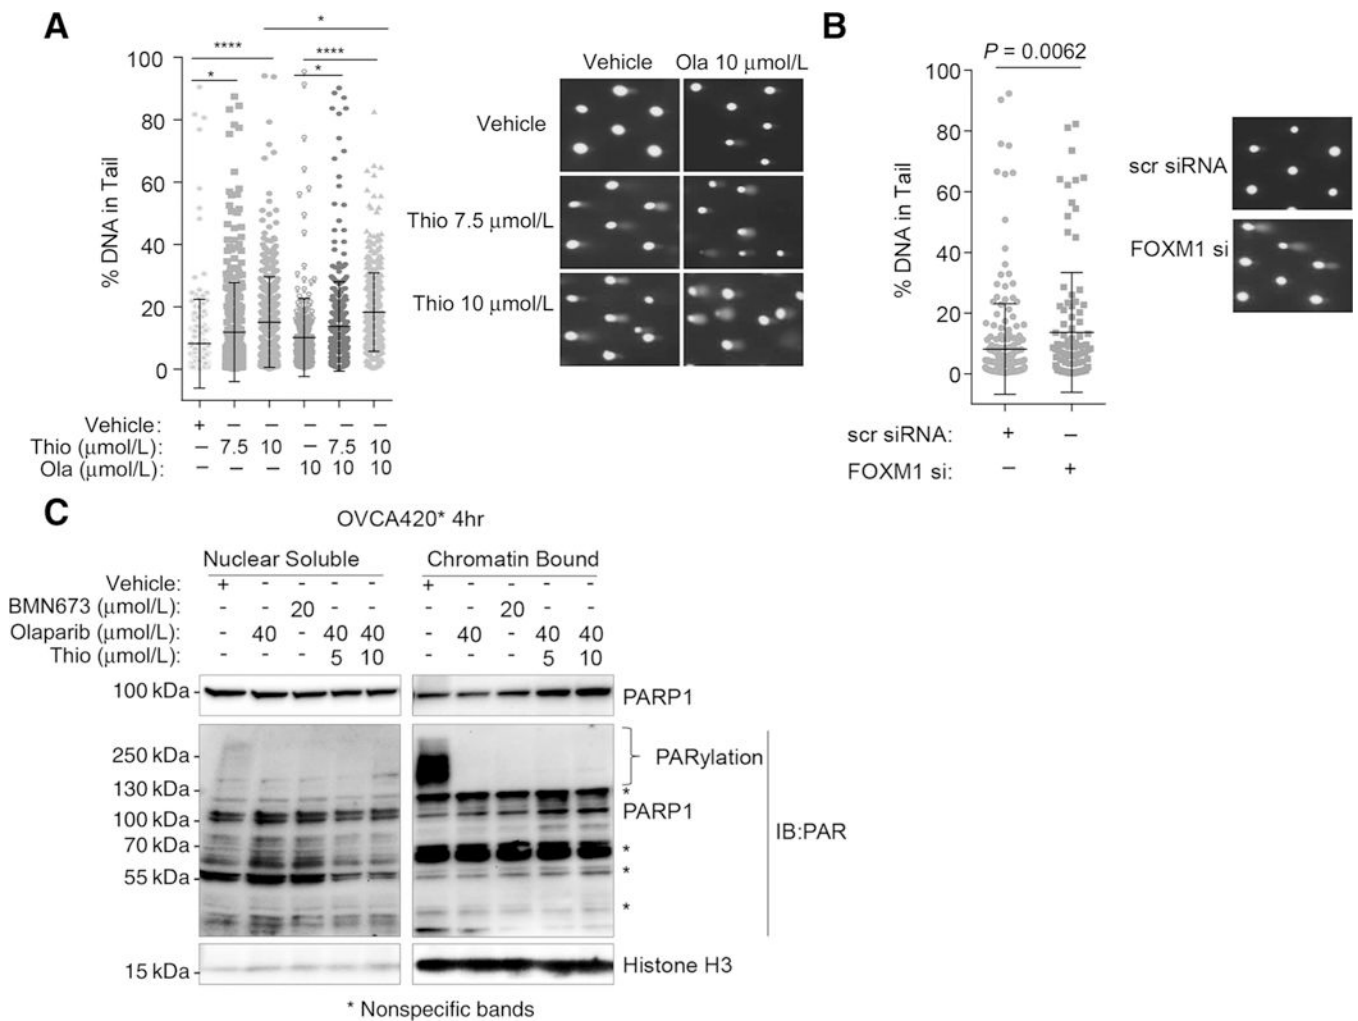 A
*
****
****
*
*
% DNA in Tail
100
80
60
40
20
0
Vehicle: + – – – – –
Thio (μmol/L): – 7.5 10 – 7.5 10
Ola (μmol/L): – – – 10 10 10
Vehicle Ola 10 μmol/L
Vehicle
Thio 7.5 μmol/L
Thio 10 μmol/L
B
P = 0.0062
% DNA in Tail
100
80
60
40
20
0
scr siRNA: + –
FOXM1 si: – +
scr siRNA
FOXM1 si
C
OVCA420* 4hr
Nuclear Soluble Chromatin Bound
Vehicle: + - - - - + - - - -
BMN673 (μmol/L): - - 20 - - - - 20 - -
Olaparib (μmol/L): - 40 - 40 40 - 40 - 40 40
Thio (μmol/L): - - - 5 10 - - - 5 10
100 kDa PARP1
250 kDa PARylation
130 kDa *
100 kDa PARP1
IB:PAR
70 kDa *
55 kDa *
*
15 kDa Histone H3
* Nonspecific bands